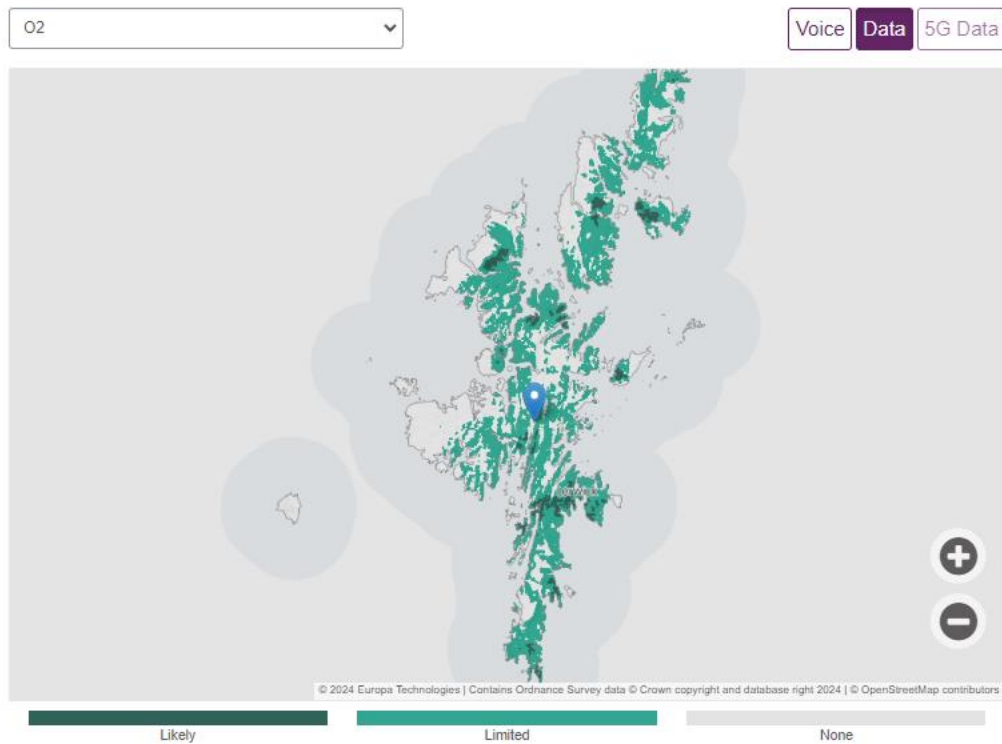 O2
Voice
Data
5G Data
Lerwick
© 2024 Europa Technologies | Contains Ordnance Survey data © Crown copyright and database right 2024 | © OpenStreetMap contributors
Likely
Limited
None